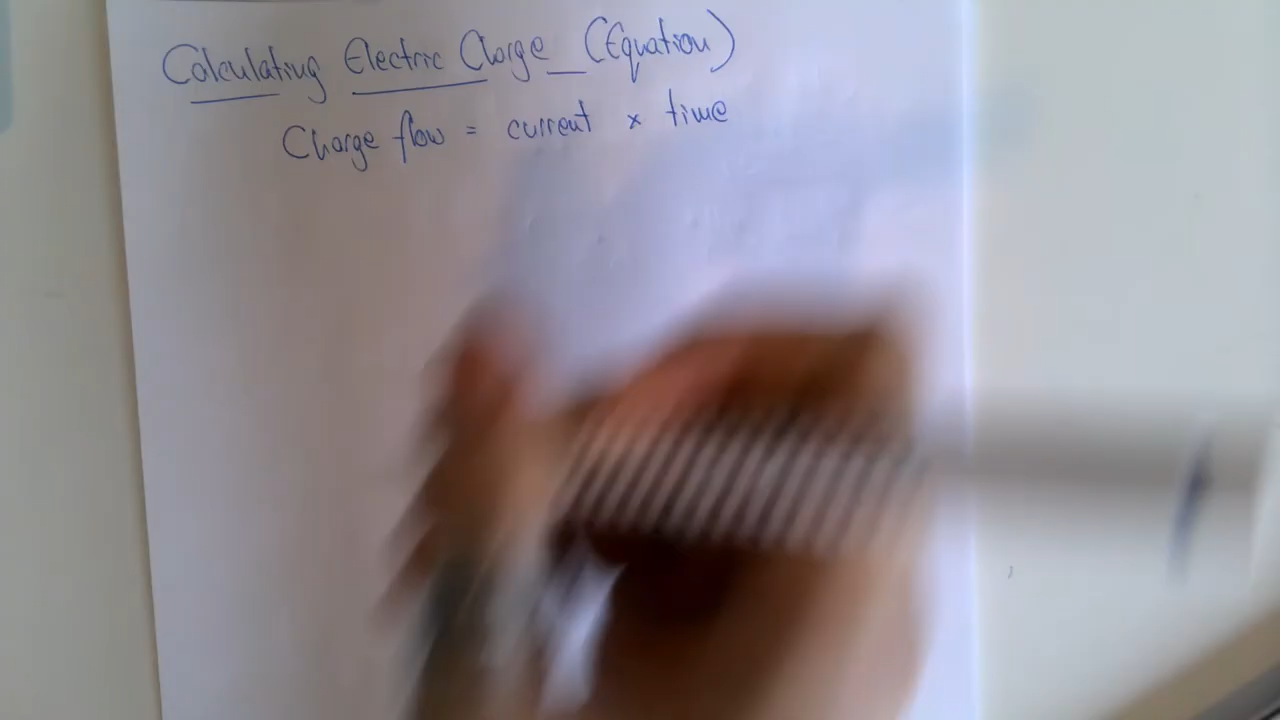 Calculating Electric Charge (Equation)
Charge flow = current × time